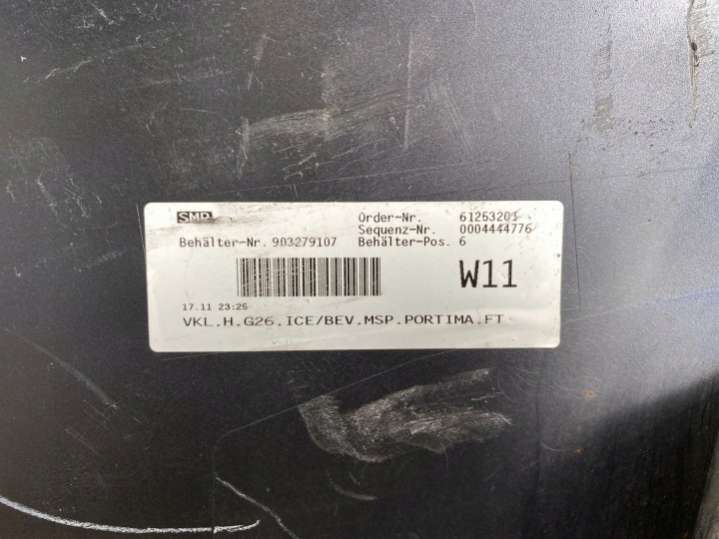 SMP
Order-Nr. 61253201
Sequenz-Nr. 0004444776
Behälter-Nr. 903279107 Behälter-Pos. 6
W11
17.11 23:25
VKL.H.G26.ICE/BEV.MSP.PORTIMA.FT